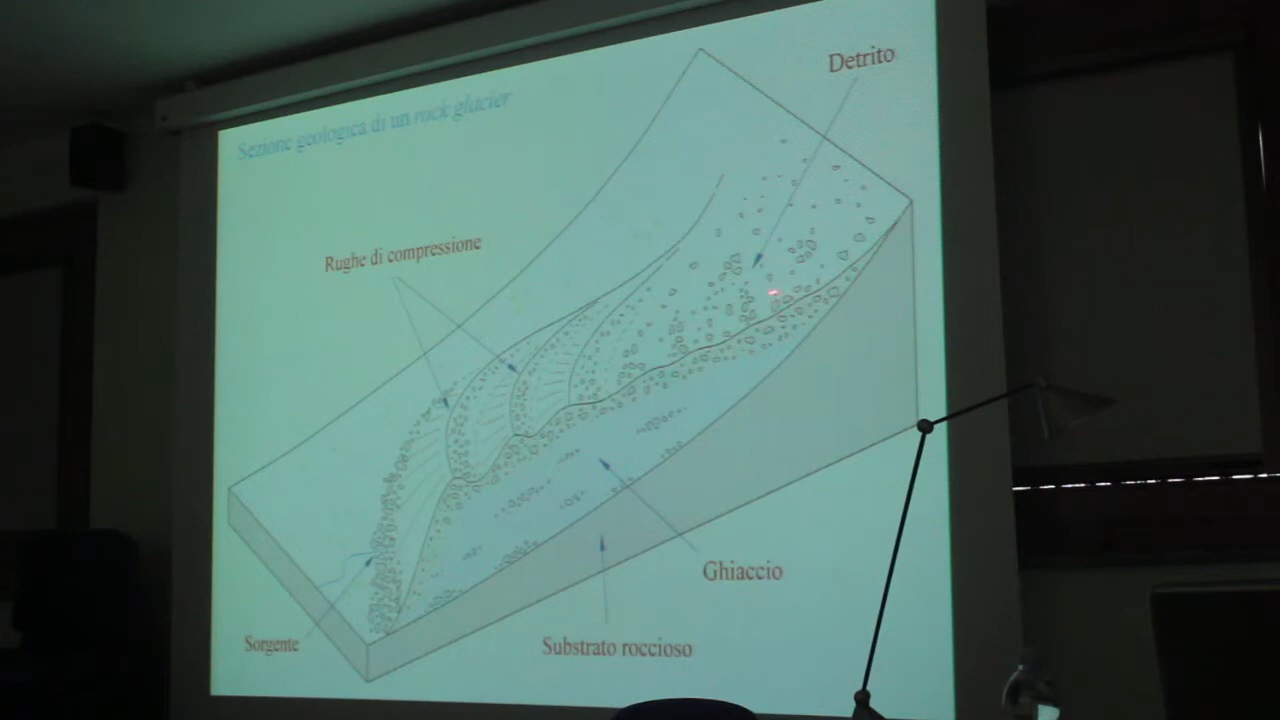 Sezione geologica di un rock glacier
Detrito
Rughe di compressione
Ghiaccio
Sorgente
Substrato roccioso